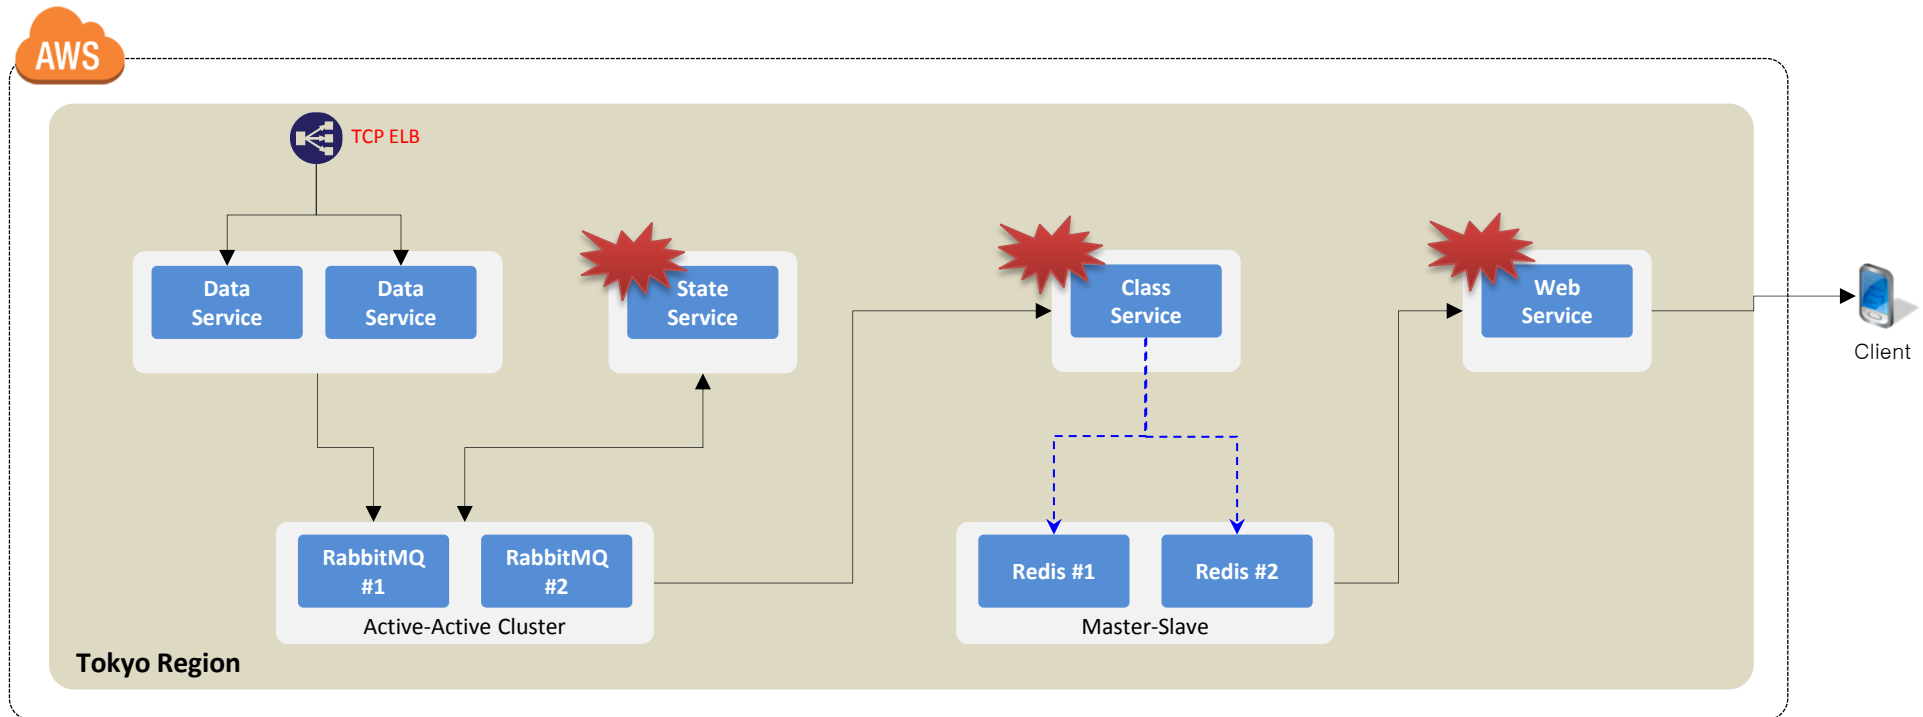 AWS
TCP ELB
Data
Service
Data
Service
State
Service
Class
Service
Web
Service
Client
RabbitMQ
#1
RabbitMQ
#2
Active-Active Cluster
Redis #1
Redis #2
Master-Slave
Tokyo Region